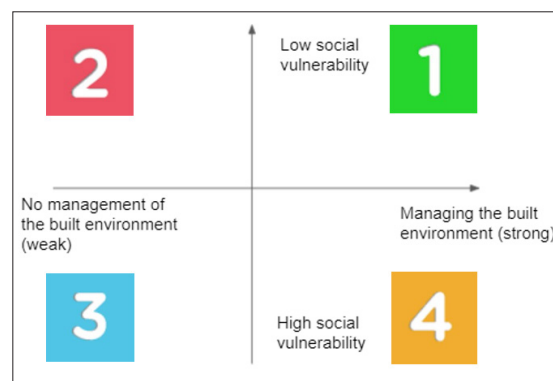 2
Low social
vulnerability
1
No management of
the built environment
(weak)
Managing the built
environment (strong)
3
High social
vulnerability
4